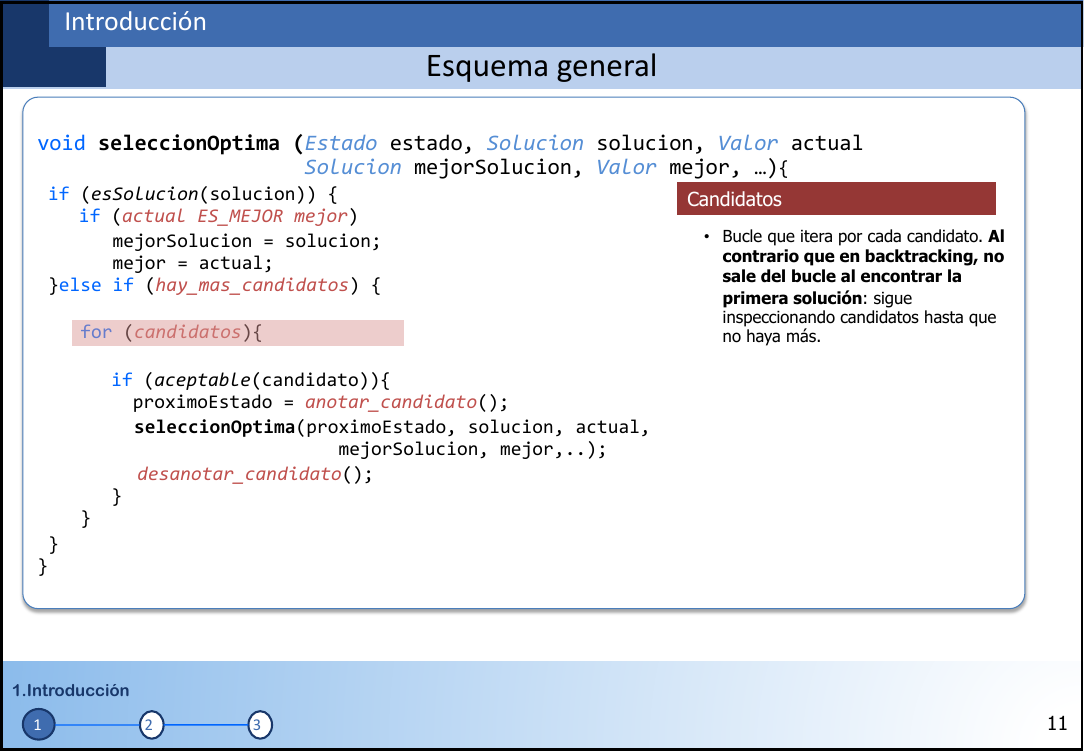 Introducción
Esquema general
void seleccionOptima (Estado estado, Solucion solucion, Valor actual
Solucion mejorSolucion, Valor mejor, …){
if (esSolucion(solucion)) {
if (actual ES_MEJOR mejor)
mejorSolucion = solucion;
mejor = actual;
}else if (hay_mas_candidatos) {
for (candidatos){
if (aceptable(candidato)){
proximoEstado = anotar_candidato();
seleccionOptima(proximoEstado, solucion, actual,
mejorSolucion, mejor,..);
desanotar_candidato();
}
}
}
}
Candidatos
• Bucle que itera por cada candidato. Al
contrario que en backtracking, no
sale del bucle al encontrar la
primera solución: sigue
inspeccionando candidatos hasta que
no haya más.
1.Introducción
1 2 3
11